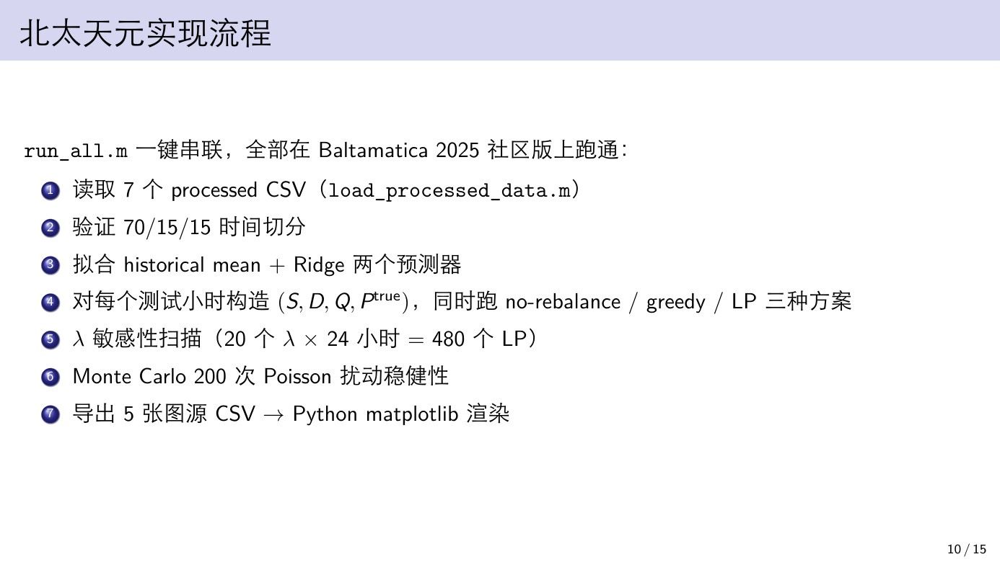 北太天元实现流程
run_all.m 一键串联，全部在 Baltamatica 2025 社区版上跑通：
1 读取 7 个 processed CSV（load_processed_data.m）
2 验证 70/15/15 时间切分
3 拟合 historical mean + Ridge 两个预测器
4 对每个测试小时构造 (S, D, Q, P^true)，同时跑 no-rebalance / greedy / LP 三种方案
5 λ 敏感性扫描（20 个 λ × 24 小时 = 480 个 LP）
6 Monte Carlo 200 次 Poisson 扰动稳健性
7 导出 5 张图源 CSV → Python matplotlib 渲染
10 / 15